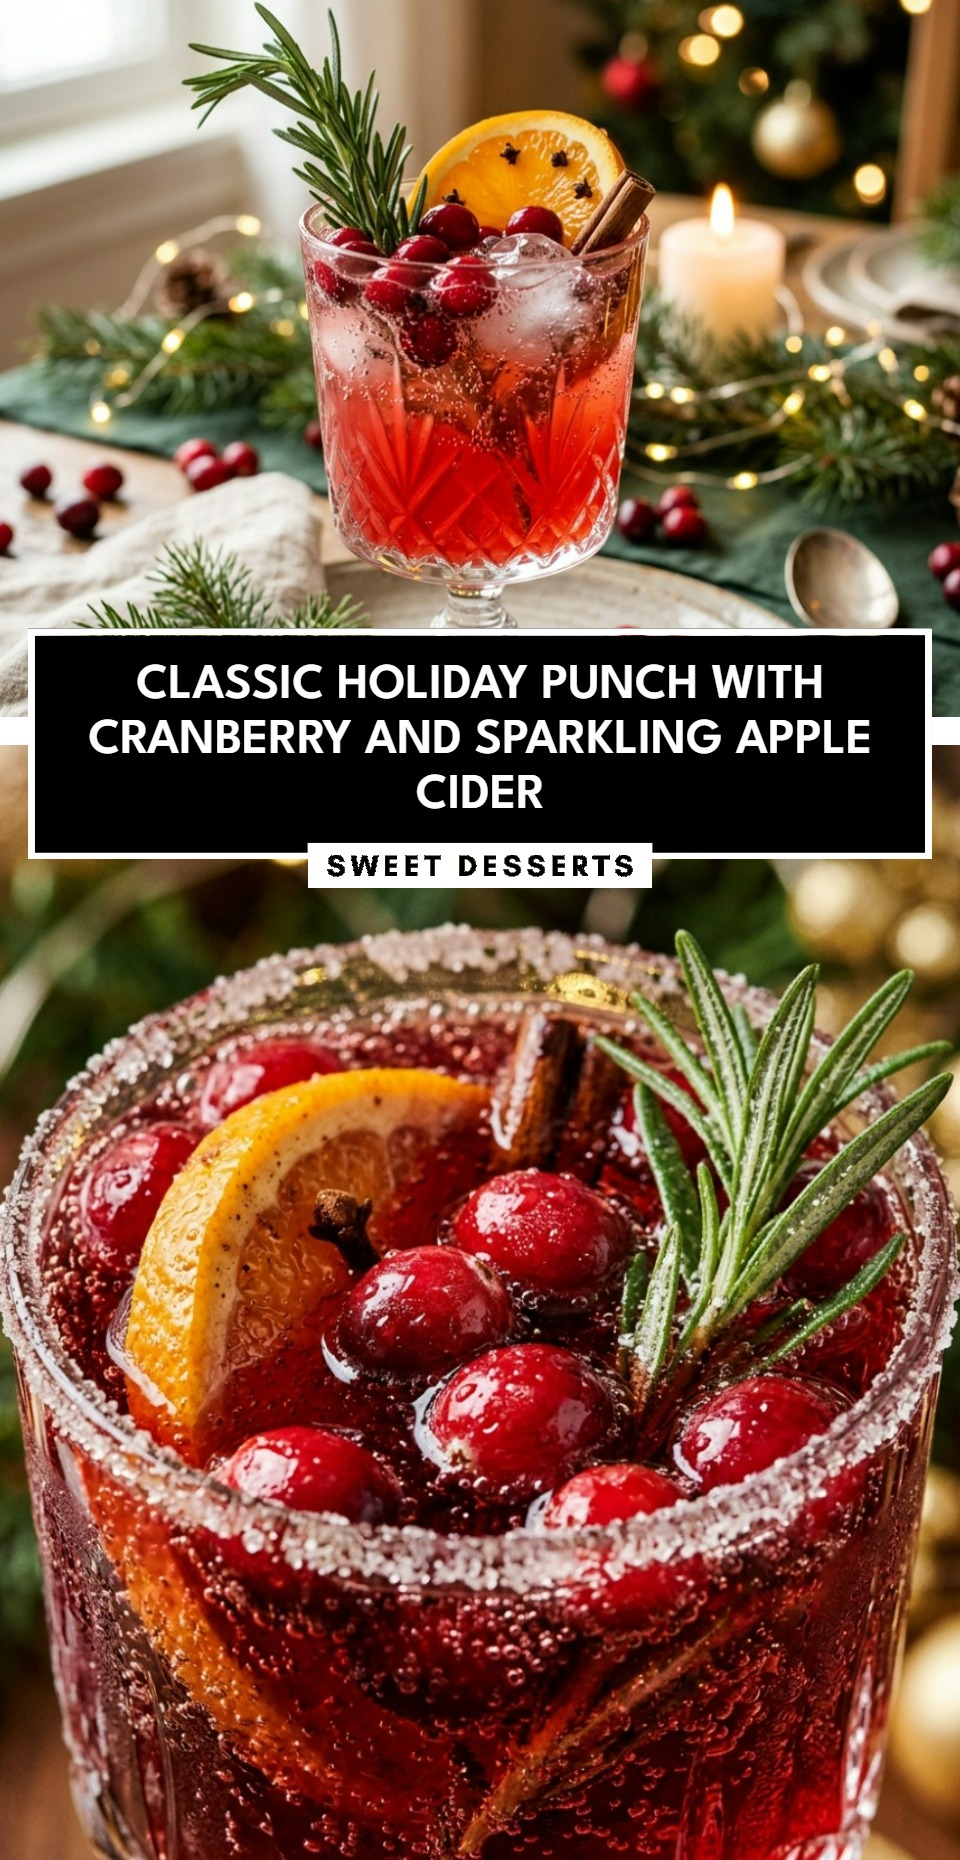 CLASSIC HOLIDAY PUNCH WITH
CRANBERRY AND SPARKLING APPLE
CIDER
SWEET DESSERTS